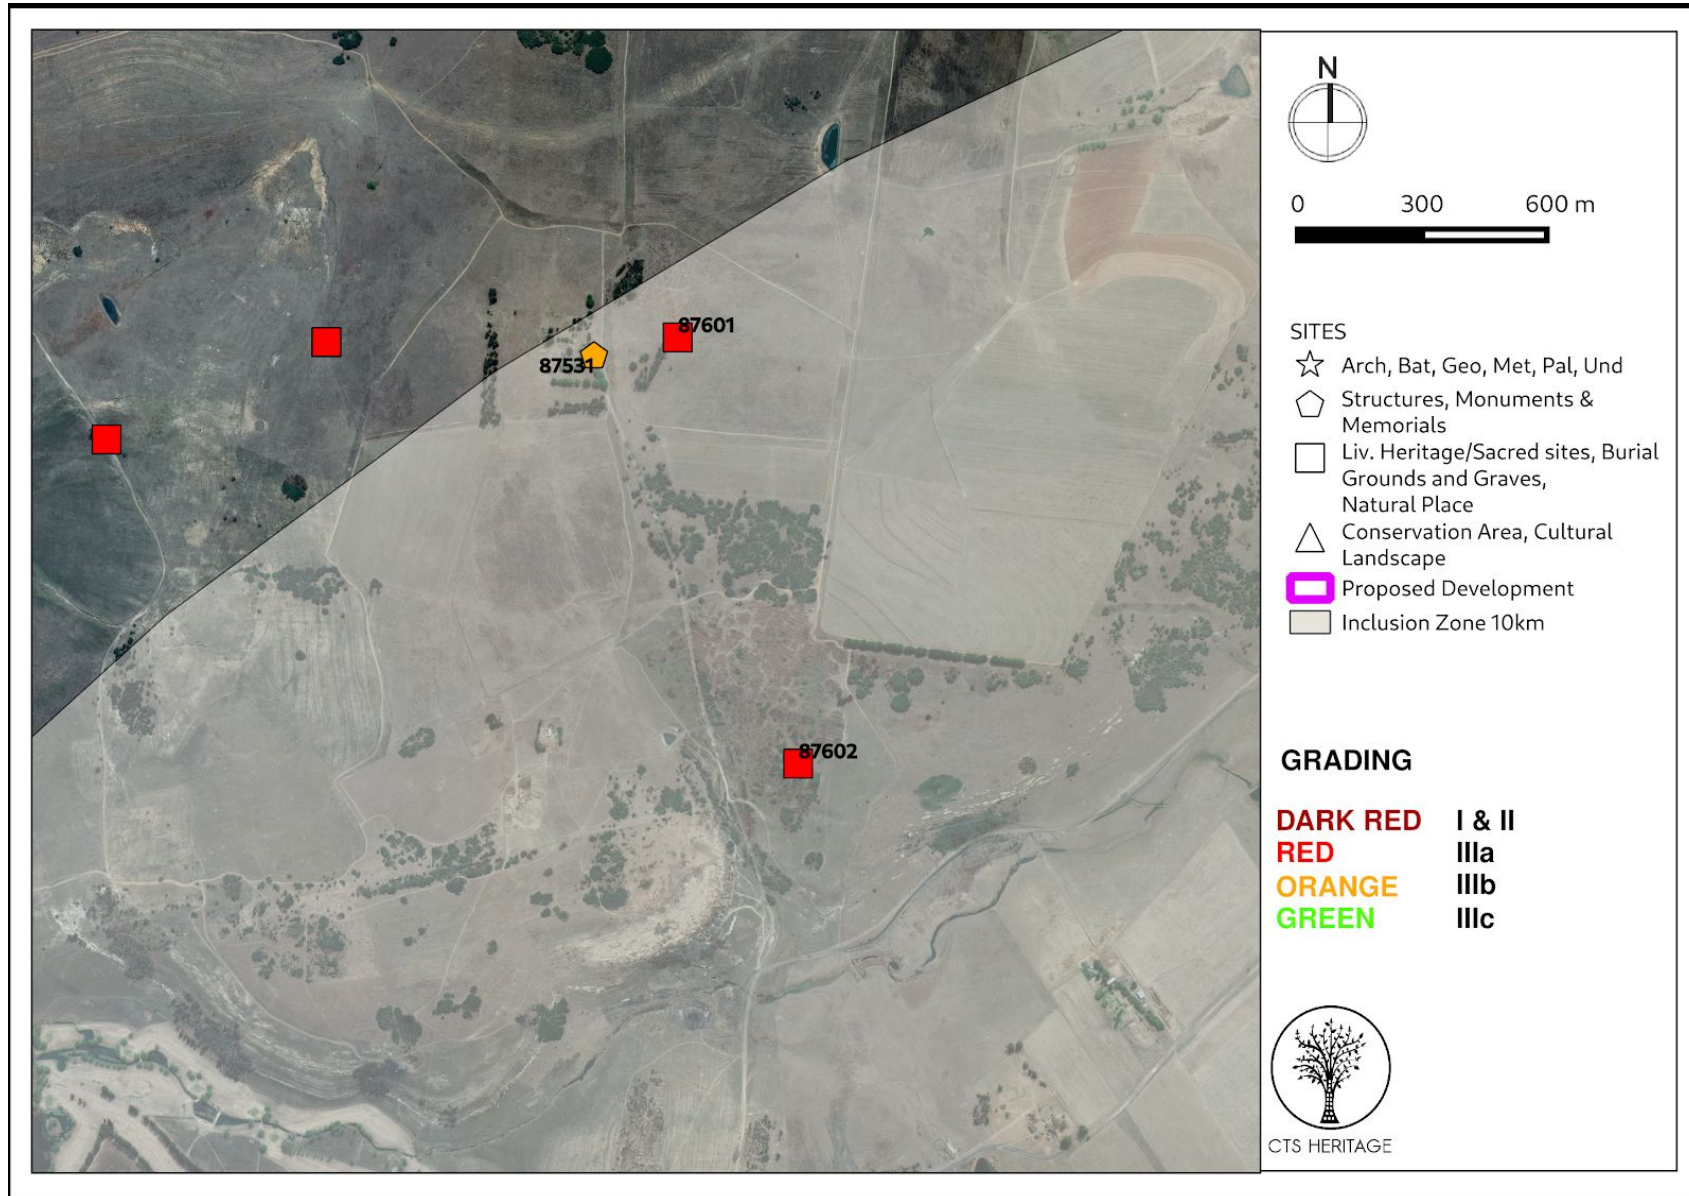 87601
87531
87602
N
0 300 600 m
SITES
Arch, Bat, Geo, Met, Pal, Und
Structures, Monuments &
Memorials
Liv. Heritage/Sacred sites, Burial
Grounds and Graves,
Natural Place
Conservation Area, Cultural
Landscape
Proposed Development
Inclusion Zone 10km
GRADING
DARK RED I & II
RED IIIa
ORANGE IIIb
GREEN IIIc
CTS HERITAGE